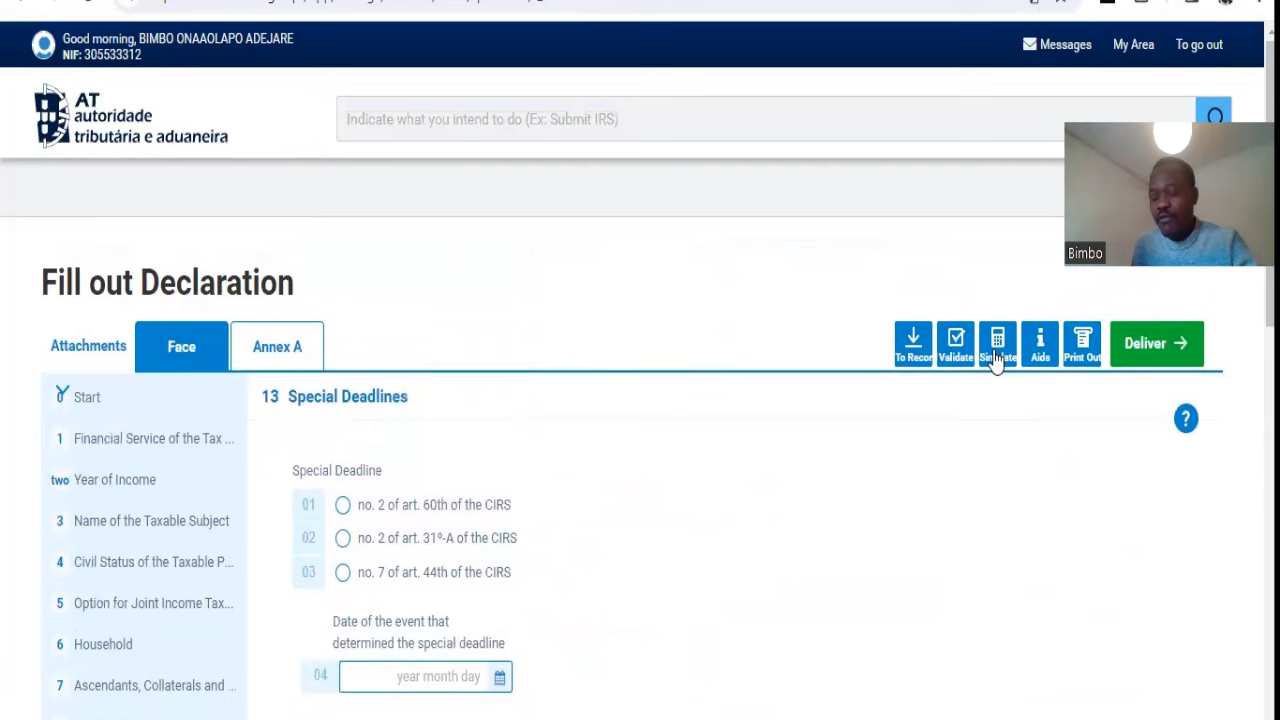 Good morning, BIMBO ONAAOLAPO ADEJARE
NIF: 305533312
Messages
My Area
To go out
AT
autoridade
tributária e aduaneira
Indicate what you intend to do (Ex: Submit IRS)
Bimbo
Fill out Declaration
Attachments
Face
Annex A
To Recor
Validate
Simulate
Aids
Print Out
Deliver
0 Start
1 Financial Service of the Tax ...
two Year of Income
3 Name of the Taxable Subject
4 Civil Status of the Taxable P...
5 Option for Joint Income Tax...
6 Household
7 Ascendants, Collaterals and ...
13 Special Deadlines
?
Special Deadline
01 no. 2 of art. 60th of the CIRS
02 no. 2 of art. 31º-A of the CIRS
03 no. 7 of art. 44th of the CIRS
Date of the event that
determined the special deadline
04 year month day